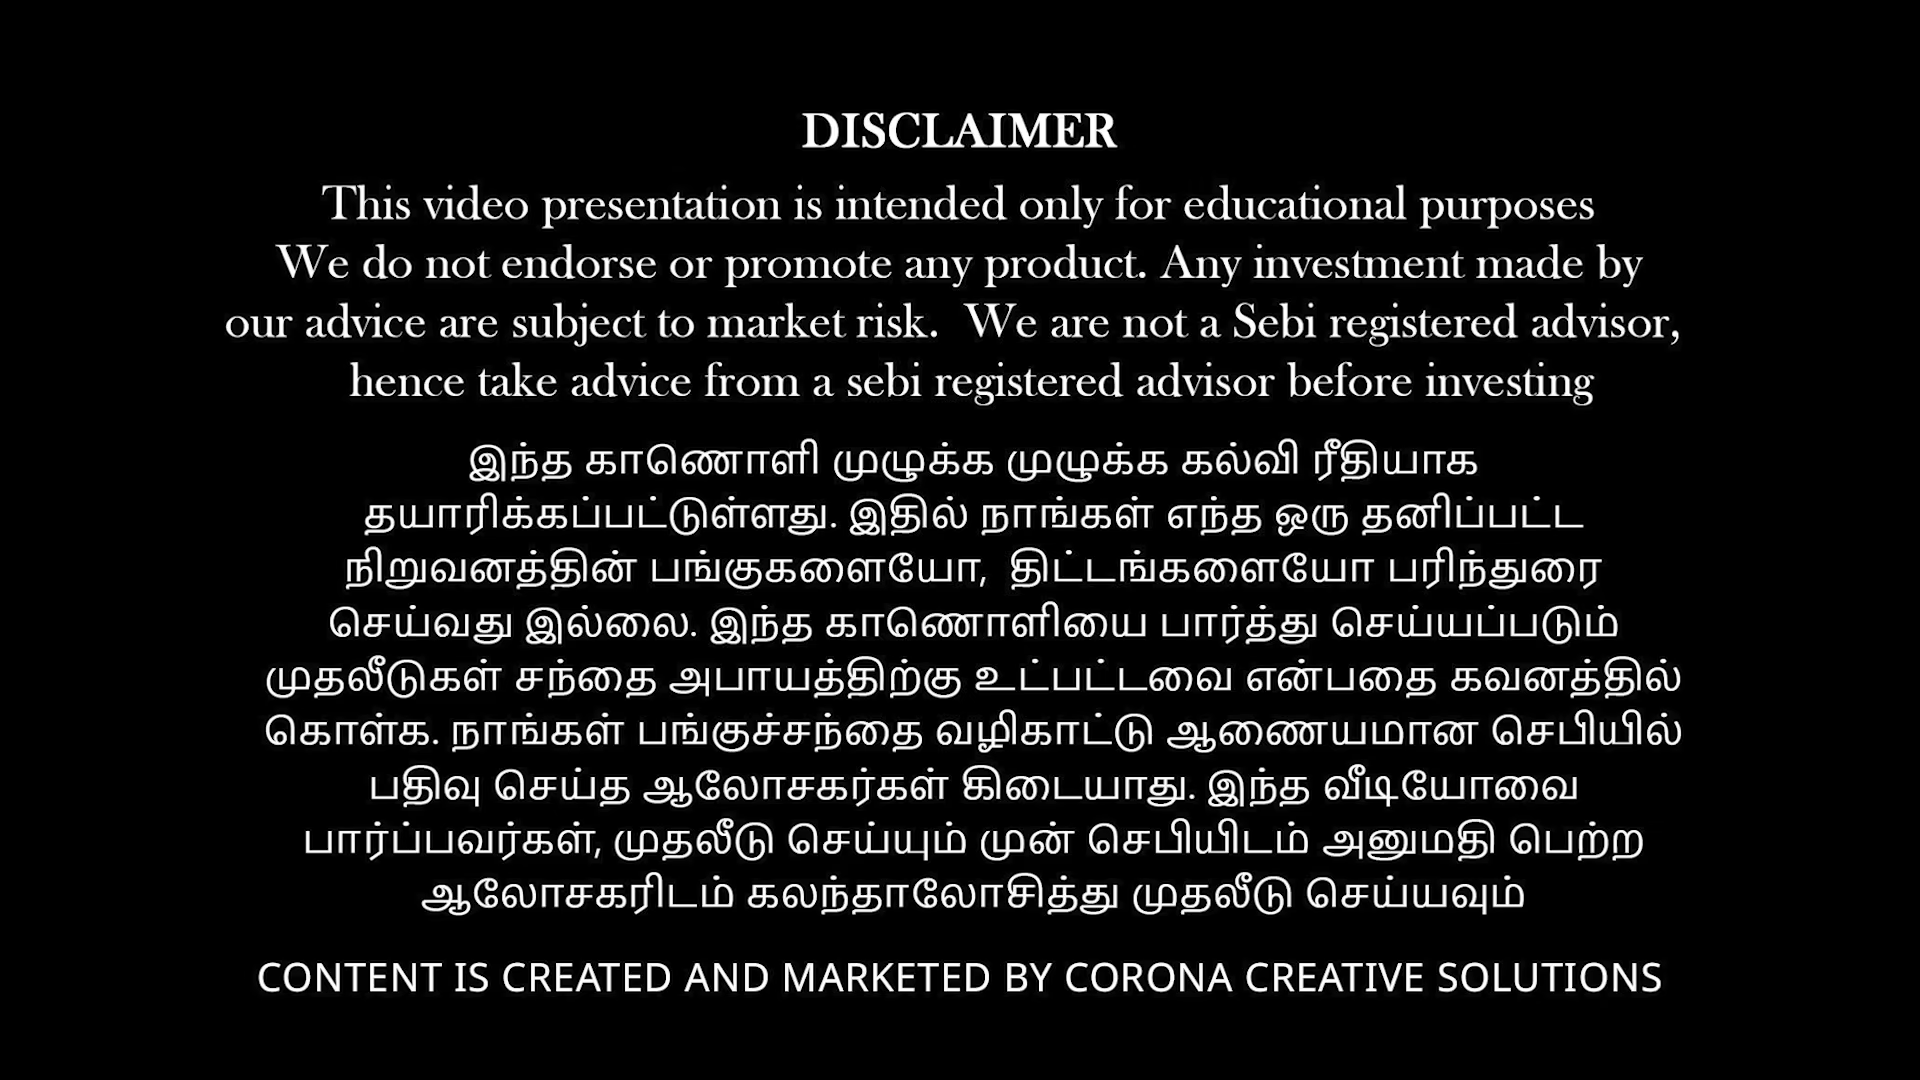 DISCLAIMER
This video presentation is intended only for educational purposes
We do not endorse or promote any product. Any investment made by
our advice are subject to market risk.  We are not a Sebi registered advisor,
hence take advice from a sebi registered advisor before investing
இந்த காணொளி முழுக்க முழுக்க கல்வி ரீதியாக
தயாரிக்கப்பட்டுள்ளது. இதில் நாங்கள் எந்த ஒரு தனிப்பட்ட
நிறுவனத்தின் பங்குகளையோ,  திட்டங்களையோ பரிந்துரை
செய்வது இல்லை. இந்த காணொளியை பார்த்து செய்யப்படும்
முதலீடுகள் சந்தை அபாயத்திற்கு உட்பட்டவை என்பதை கவனத்தில்
கொள்க. நாங்கள் பங்குச்சந்தை வழிகாட்டு ஆணையமான செபியில்
பதிவு செய்த ஆலோசகர்கள் கிடையாது. இந்த வீடியோவை
பார்ப்பவர்கள், முதலீடு செய்யும் முன் செபியிடம் அனுமதி பெற்ற
ஆலோசகரிடம் கலந்தாலோசித்து முதலீடு செய்யவும்
CONTENT IS CREATED AND MARKETED BY CORONA CREATIVE SOLUTIONS